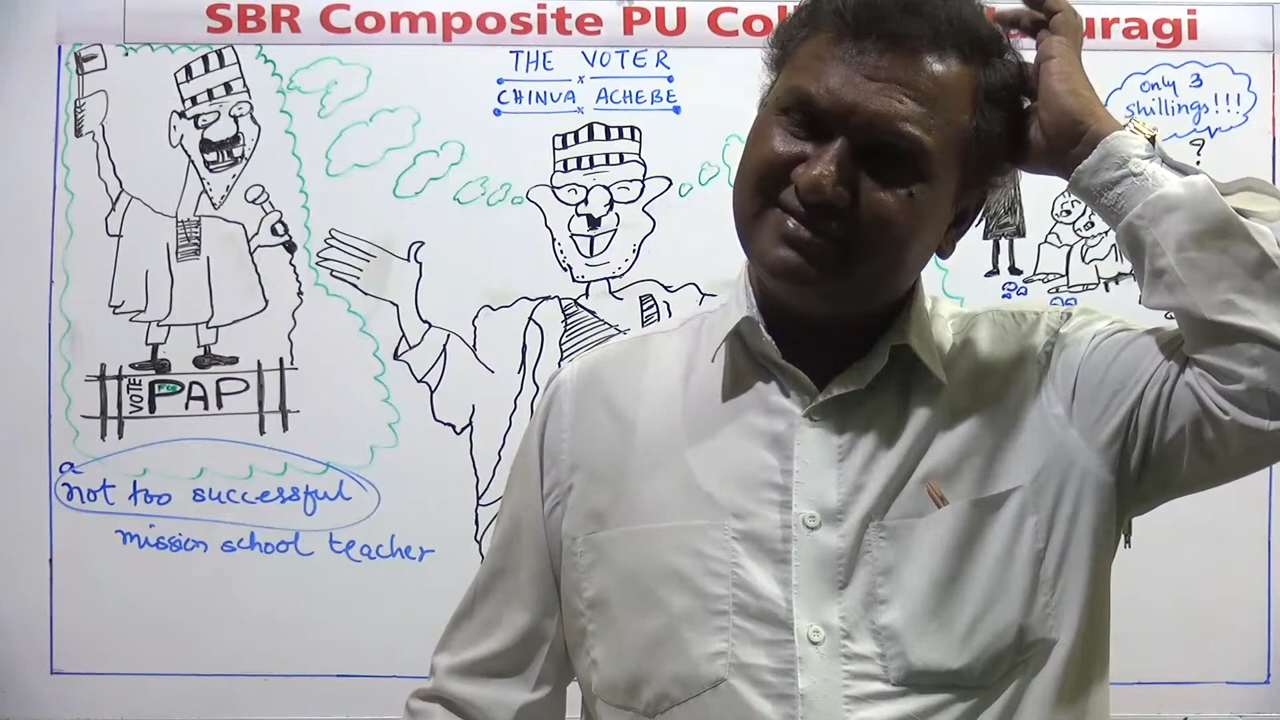 SBR Composite PU Col uragi
THE VOTER
CHINUA ACHEBE
only 3
shillings!!!
?
VOTE FOR PAP
a
not too successful
mission school teacher